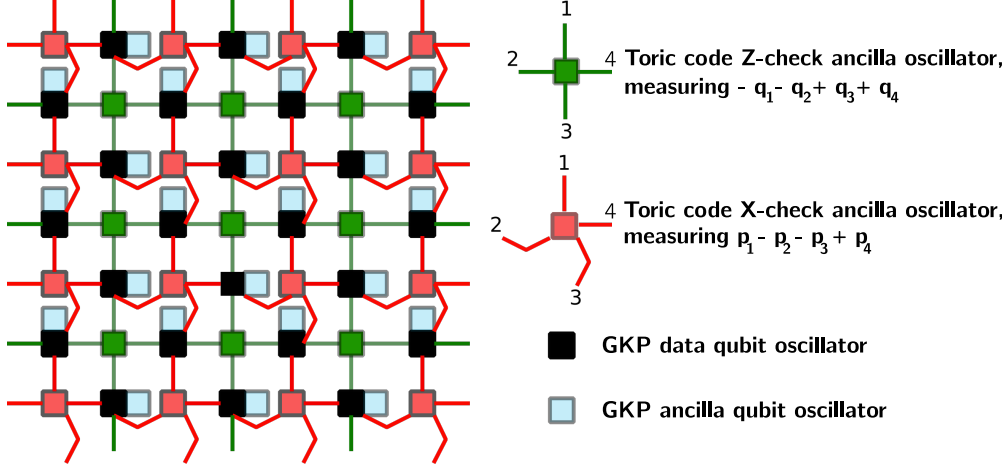 1
2
4
3
Toric code Z-check ancilla oscillator,
measuring - q₁- q₂+ q₃+ q₄
1
2
4
3
Toric code X-check ancilla oscillator,
measuring p₁- p₂- p₃+ p₄
GKP data qubit oscillator
GKP ancilla qubit oscillator